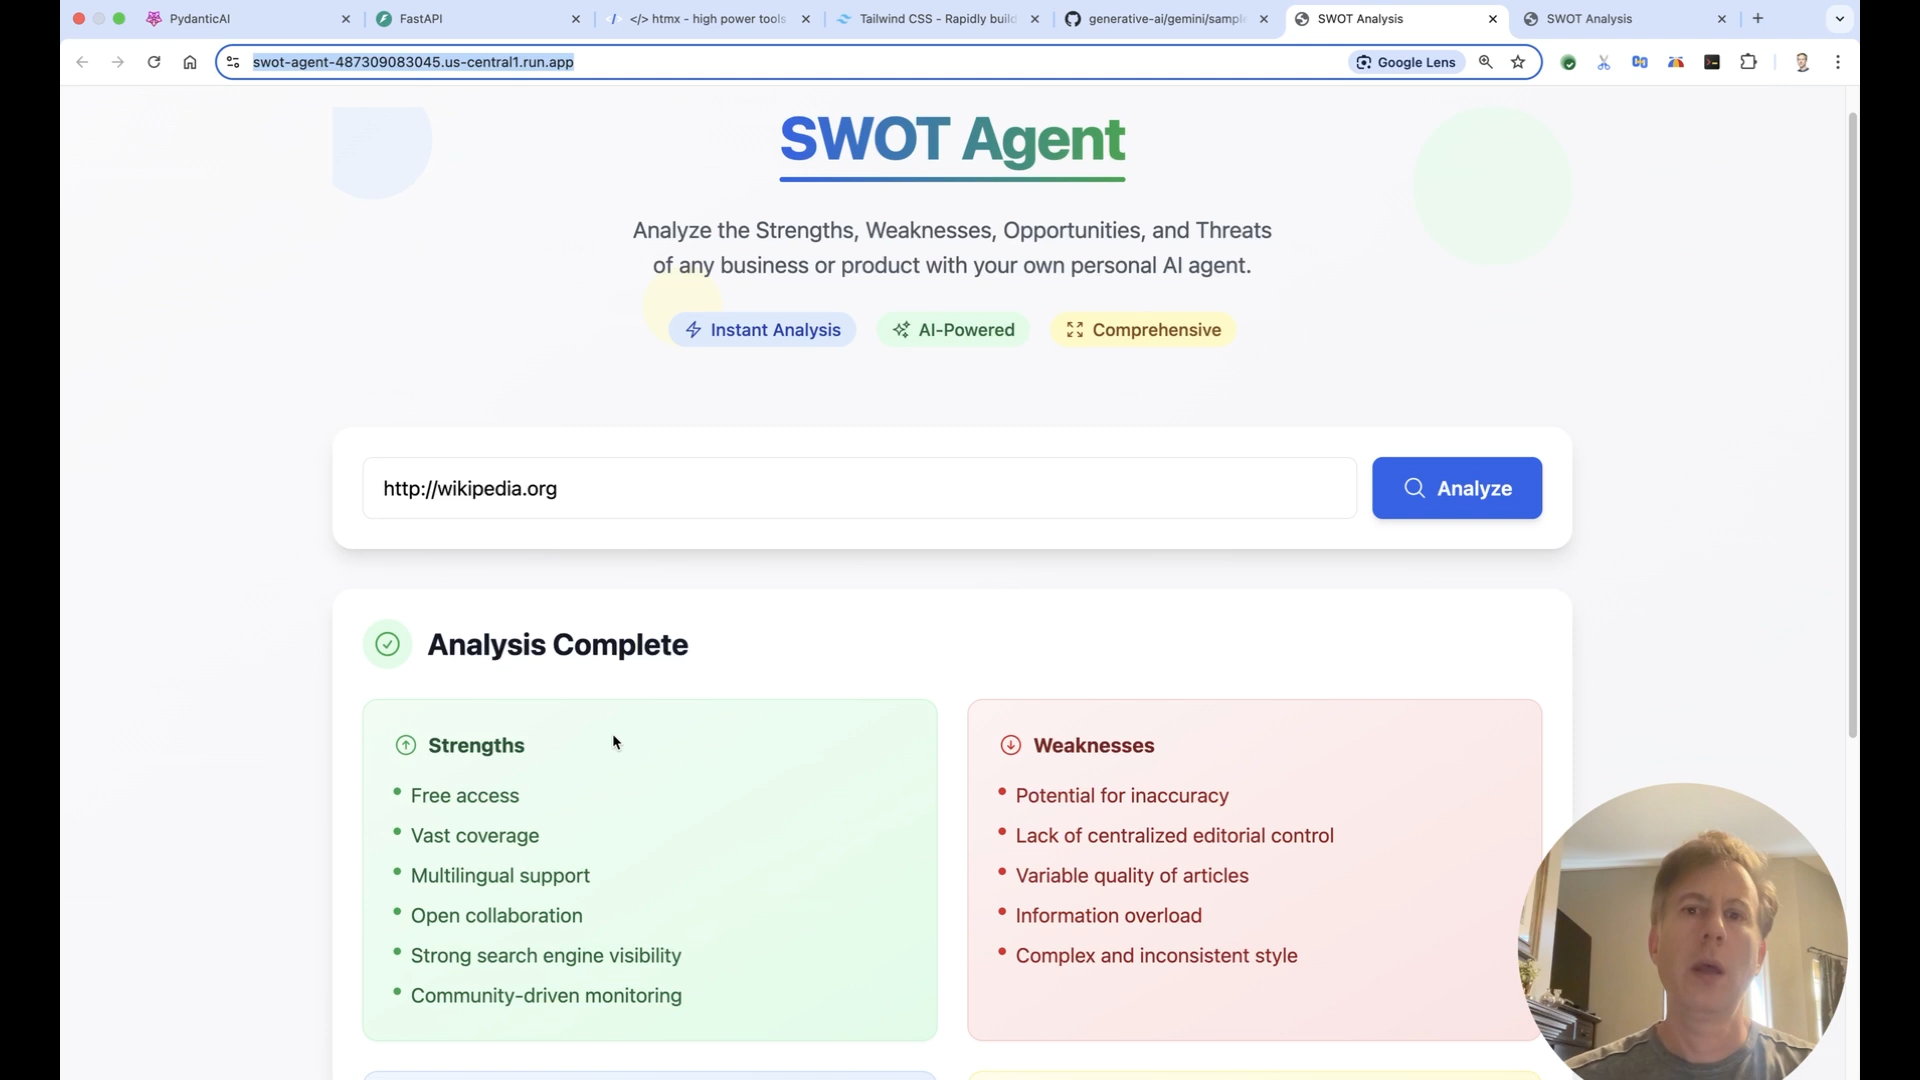 PydanticAI
FastAPI
</> htmx - high power tools
Tailwind CSS - Rapidly build
generative-ai/gemini/sample
SWOT Analysis
SWOT Analysis
swot-agent-487309083045.us-central1.run.app
Google Lens
SWOT Agent
Analyze the Strengths, Weaknesses, Opportunities, and Threats
of any business or product with your own personal AI agent.
Instant Analysis
AI-Powered
Comprehensive
http://wikipedia.org
Analyze
Analysis Complete
Strengths
• Free access
• Vast coverage
• Multilingual support
• Open collaboration
• Strong search engine visibility
• Community-driven monitoring
Weaknesses
• Potential for inaccuracy
• Lack of centralized editorial control
• Variable quality of articles
• Information overload
• Complex and inconsistent style